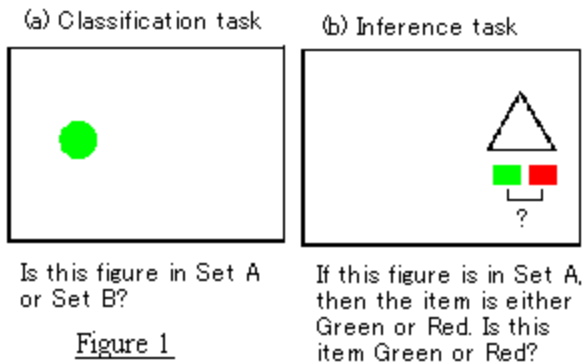 (a) Classification task
Is this figure in Set A
or Set B?
Figure 1
(b) Inference task
?
If this figure is in Set A,
then the item is either
Green or Red. Is this
item Green or Red?